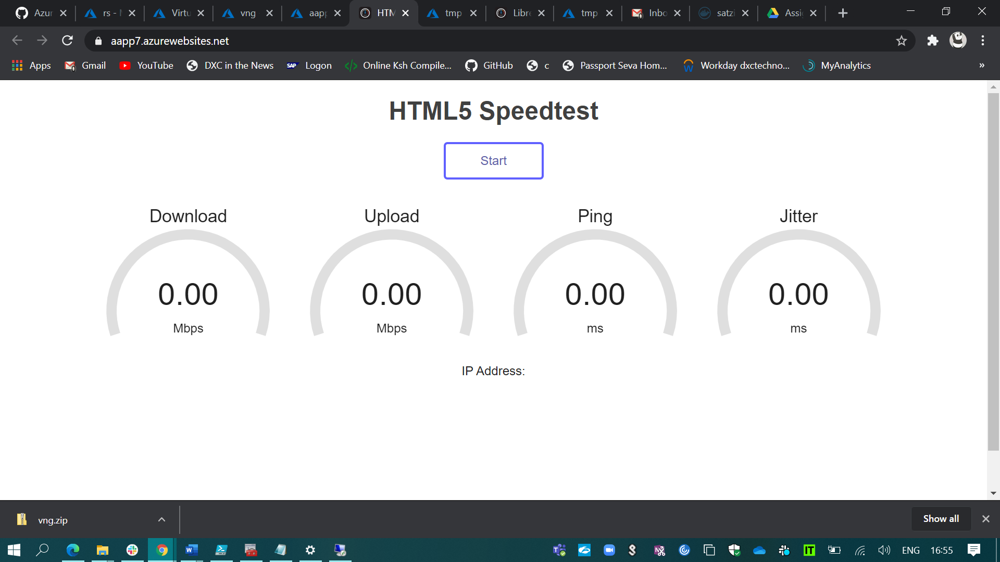 Azur rs - Virtu vng aap HTM tmp Libre tmp Inbo satzi Assi
aapp7.azurewebsites.net
Apps Gmail YouTube DXC in the News SAP Logon Online Ksh Compile... GitHub c Passport Seva Hom... Workday dxctechno... MyAnalytics »
HTML5 Speedtest
Start
Download Upload Ping Jitter
0.00 0.00 0.00 0.00
Mbps Mbps ms ms
IP Address:
vng.zip Show all
ENG 16:55